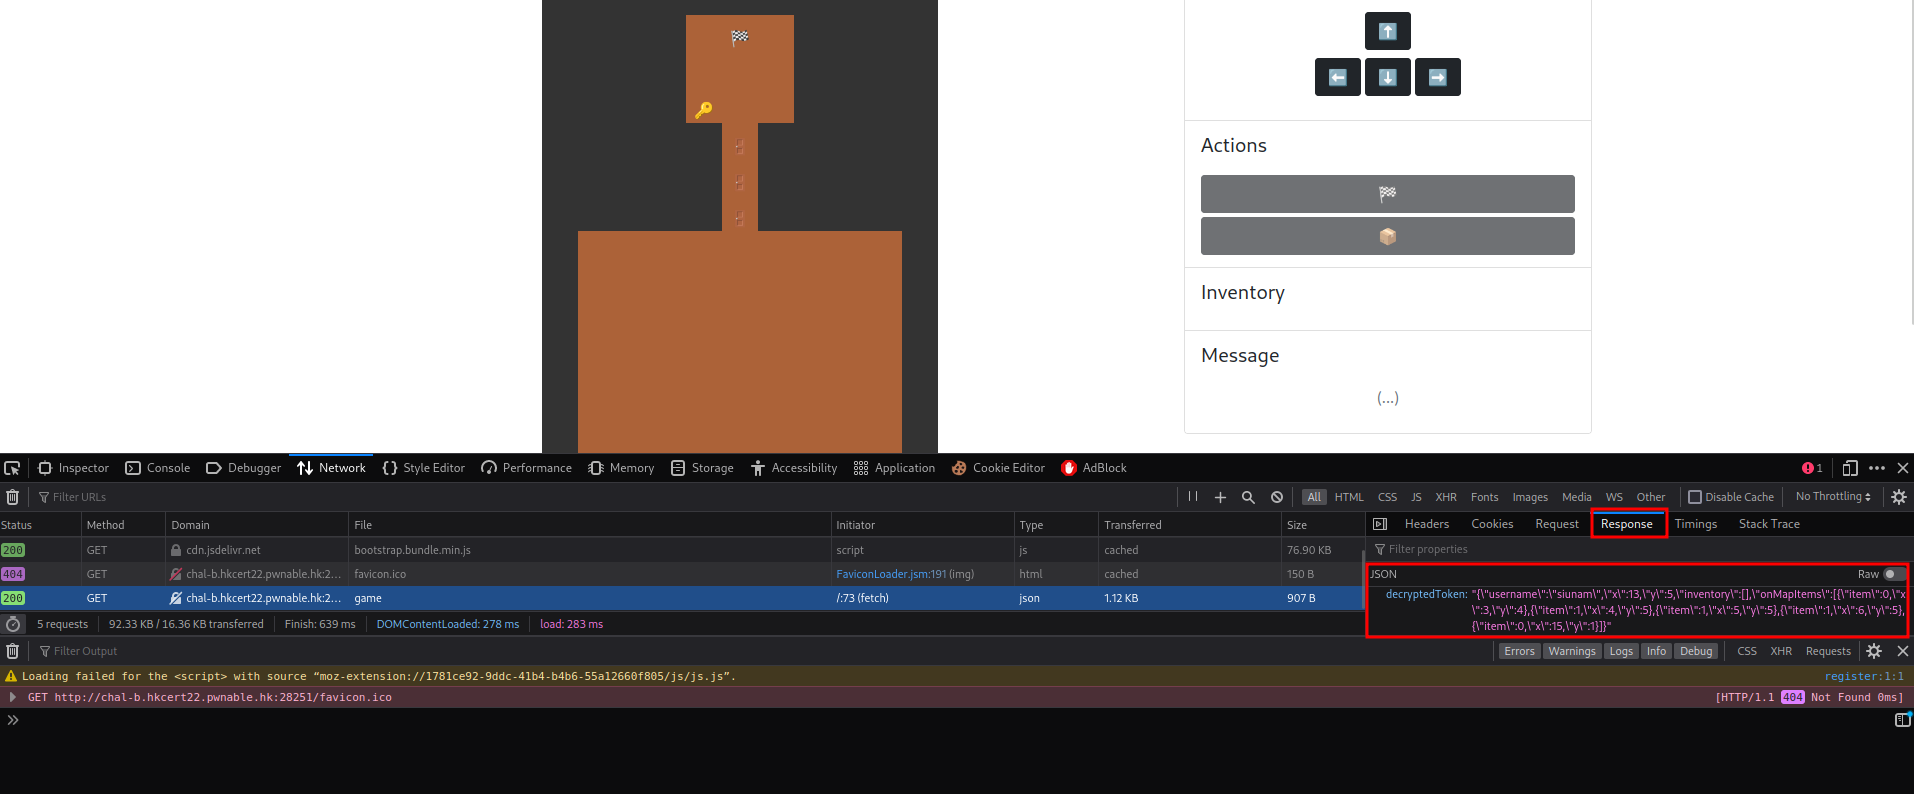 Actions
Inventory
Message
(...)
Inspector Console Debugger Network Style Editor Performance Memory Storage Accessibility Application Cookie Editor AdBlock 1
Filter URLs All HTML CSS JS XHR Fonts Images Media WS Other Disable Cache No Throttling
Status Method Domain File Initiator Type Transferred Size Headers Cookies Request Response Timings Stack Trace
200 GET cdn.jsdelivr.net bootstrap.bundle.min.js script js cached 76.90 KB
Filter properties
404 GET chal-b.hkcert22.pwnable.hk:2... favicon.ico FaviconLoader.jsm:191 (img) html cached 150 B
JSON Raw
200 GET chal-b.hkcert22.pwnable.hk:2... game /:73 (fetch) json 1.12 KB 907 B
decryptedToken: "{\"username\":\"siunam\",\"x\":13,\"y\":5,\"inventory\":[],\"onMapItems\":[{\"item\":0,\"x
\":3,\"y\":4},{\"item\":1,\"x\":4,\"y\":5},{\"item\":1,\"x\":5,\"y\":5},{\"item\":1,\"x\":6,\"y\":5},
{\"item\":0,\"x\":15,\"y\":1}]}"
5 requests 92.33 KB / 16.36 KB transferred Finish: 639 ms DOMContentLoaded: 278 ms load: 283 ms
Filter Output Errors Warnings Logs Info Debug CSS XHR Requests
Loading failed for the <script> with source “moz-extension://1781ce92-9ddc-41b4-b4b6-55a12660f805/js/js.js”. register:1:1
GET http://chal-b.hkcert22.pwnable.hk:28251/favicon.ico [HTTP/1.1 404 Not Found 0ms]